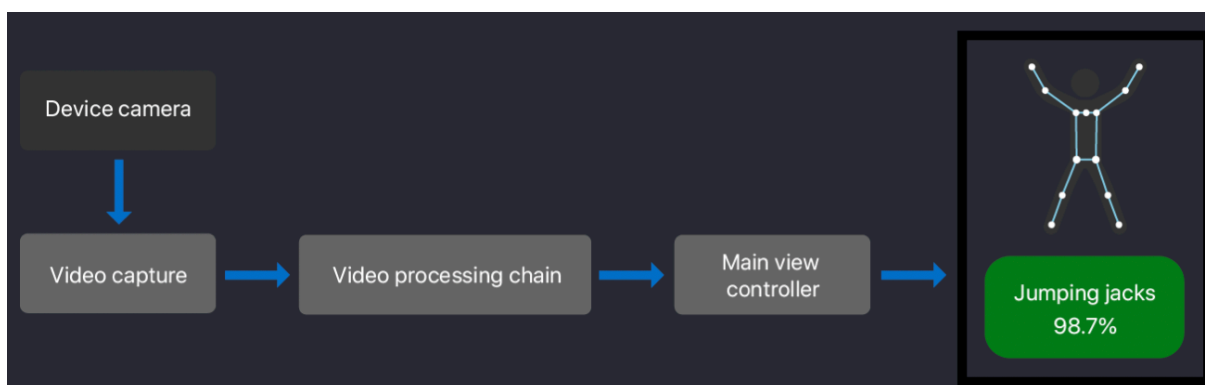 Device camera
Video capture
Video processing chain
Main view
controller
Jumping jacks
98.7%